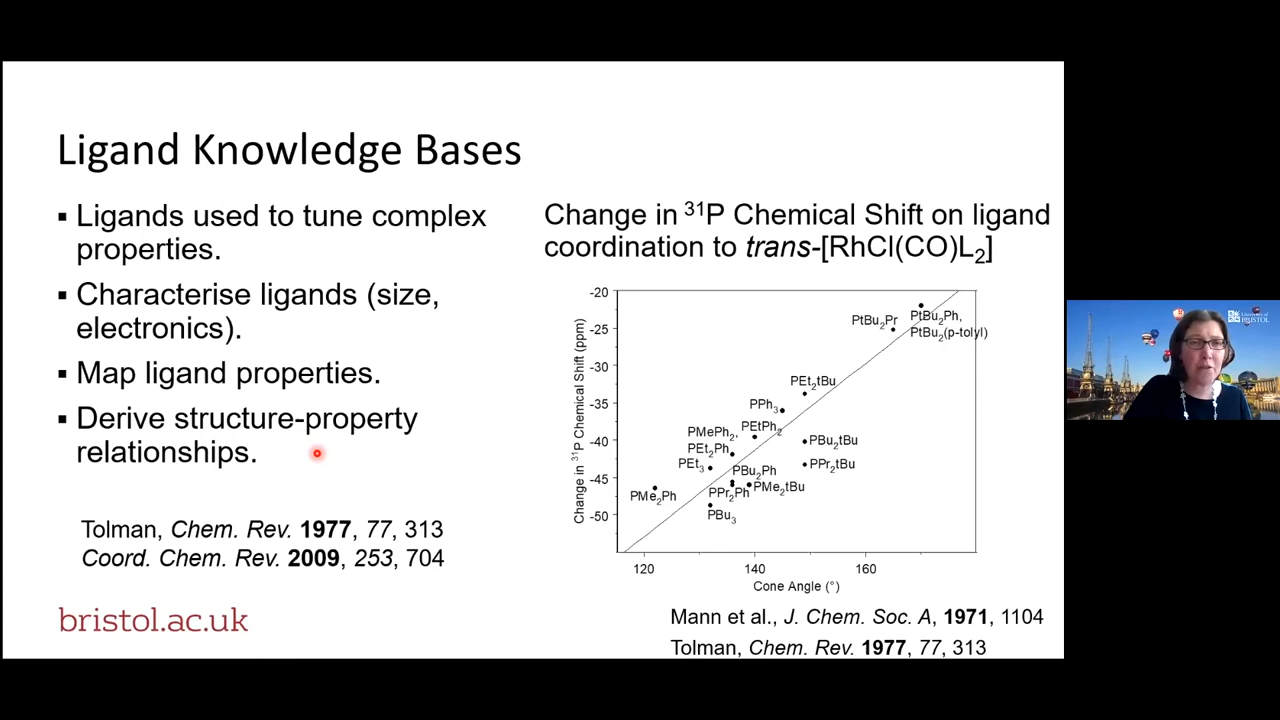 Ligand Knowledge Bases
▪ Ligands used to tune complex
properties.
▪ Characterise ligands (size,
electronics).
▪ Map ligand properties.
▪ Derive structure-property
relationships.
Tolman, Chem. Rev. 1977, 77, 313
Coord. Chem. Rev. 2009, 253, 704
bristol.ac.uk
Change in ³¹P Chemical Shift on ligand
coordination to trans-[RhCl(CO)L₂]
Change in ³¹P Chemical Shift (ppm)
-20
-25
-30
-35
-40
-45
-50
PtBu₂Pr
PtBu₂Ph,
PtBu₂(p-tolyl)
PEt₂tBu
PPh₃
PMePh₂,
PEtPh₂
PEt₂Ph
PBu₂tBu
PEt₃
PBu₂Ph
PPr₂tBu
PMe₂Ph
PPr₂Ph
PMe₂tBu
PBu₃
120
140
160
Cone Angle (°)
Mann et al., J. Chem. Soc. A, 1971, 1104
Tolman, Chem. Rev. 1977, 77, 313
University of
BRISTOL